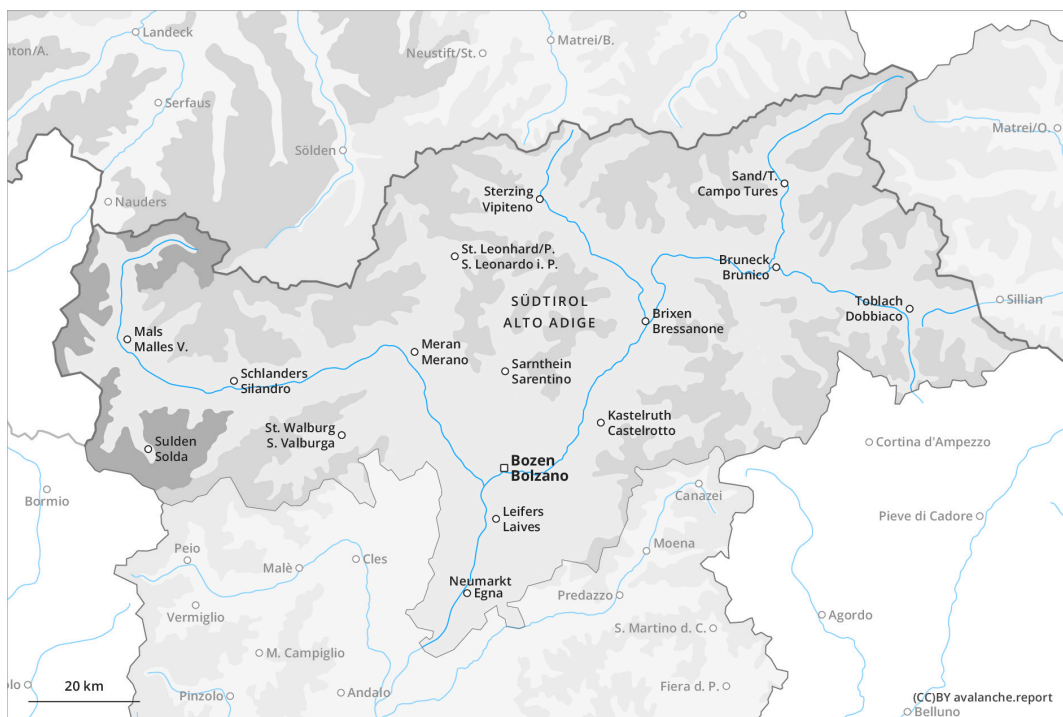 Landeck
nton/A.
Matrei/B.
Neustift/St.
Serfaus
Matrei/O.
Sölden
Sand/T.
Campo Tures
Sterzing
Vipiteno
Nauders
St. Leonhard/P.
S. Leonardo i. P.
Bruneck
Brunico
SÜDTIROL
ALTO ADIGE
Toblach
Dobbiaco
Sillian
Brixen
Bressanone
Mals
Malles V.
Meran
Merano
Sarnthein
Sarentino
Schlanders
Silandro
St. Walburg
S. Valburga
Kastelruth
Castelrotto
Sulden
Solda
Cortina d'Ampezzo
Bozen
Bolzano
Bormio
Canazei
Leifers
Laives
Pieve di Cadore
Moena
Peio
Malè
Cles
Neumarkt
Egna
Predazzo
Vermiglio
Agordo
S. Martino d. C.
M. Campiglio
olo
20 km
Pinzolo
Andalo
Fiera d. P.
(CC)BY avalanche.report
Belluno